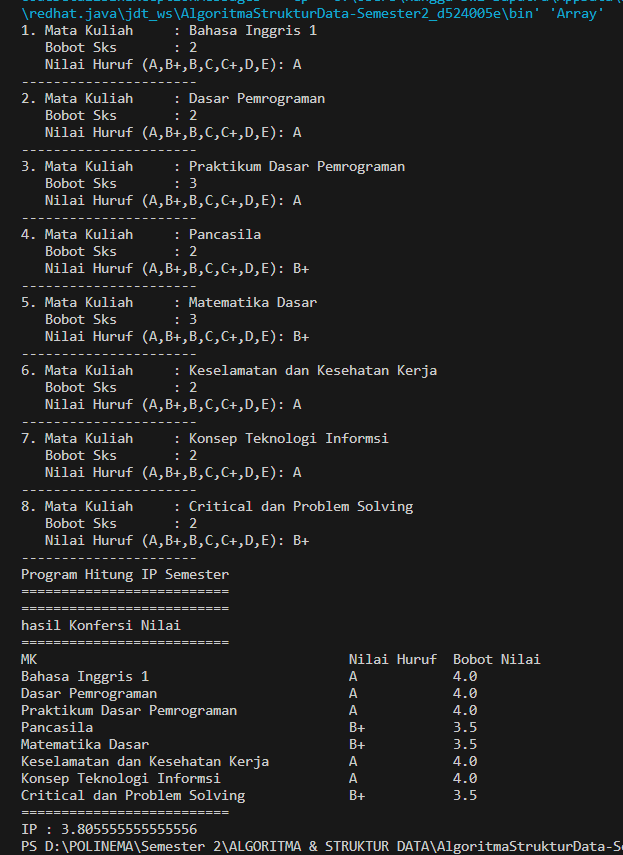 \redhat.java\jdt_ws\AlgoritmaStrukturData-Semester2_d524005e\bin' 'Array'
1. Mata Kuliah : Bahasa Inggris 1
Bobot Sks : 2
Nilai Huruf (A,B+,B,C,C+,D,E): A
----------------------
2. Mata Kuliah : Dasar Pemrograman
Bobot Sks : 2
Nilai Huruf (A,B+,B,C,C+,D,E): A
----------------------
3. Mata Kuliah : Praktikum Dasar Pemrograman
Bobot Sks : 3
Nilai Huruf (A,B+,B,C,C+,D,E): A
----------------------
4. Mata Kuliah : Pancasila
Bobot Sks : 2
Nilai Huruf (A,B+,B,C,C+,D,E): B+
----------------------
5. Mata Kuliah : Matematika Dasar
Bobot Sks : 3
Nilai Huruf (A,B+,B,C,C+,D,E): B+
----------------------
6. Mata Kuliah : Keselamatan dan Kesehatan Kerja
Bobot Sks : 2
Nilai Huruf (A,B+,B,C,C+,D,E): A
----------------------
7. Mata Kuliah : Konsep Teknologi Informsi
Bobot Sks : 2
Nilai Huruf (A,B+,B,C,C+,D,E): A
----------------------
8. Mata Kuliah : Critical dan Problem Solving
Bobot Sks : 2
Nilai Huruf (A,B+,B,C,C+,D,E): B+
----------------------
Program Hitung IP Semester
==========================
==========================
hasil Konfersi Nilai
==========================
MK Nilai Huruf Bobot Nilai
Bahasa Inggris 1 A 4.0
Dasar Pemrograman A 4.0
Praktikum Dasar Pemrograman A 4.0
Pancasila B+ 3.5
Matematika Dasar B+ 3.5
Keselamatan dan Kesehatan Kerja A 4.0
Konsep Teknologi Informsi A 4.0
Critical dan Problem Solving B+ 3.5
==========================
IP : 3.805555555555556
PS D:\POLINEMA\Semester 2\ALGORITMA & STRUKTUR DATA\AlgoritmaStrukturData-S